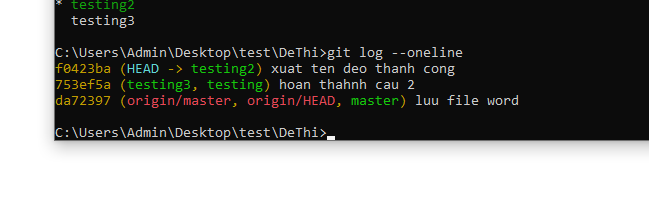 * testing2
testing3
C:\Users\Admin\Desktop\test\DeThi>git log --oneline
f0423ba (HEAD -> testing2) xuat ten deo thanh cong
753ef5a (testing3, testing) hoan thahnh cau 2
da72397 (origin/master, origin/HEAD, master) luu file word
C:\Users\Admin\Desktop\test\DeThi>